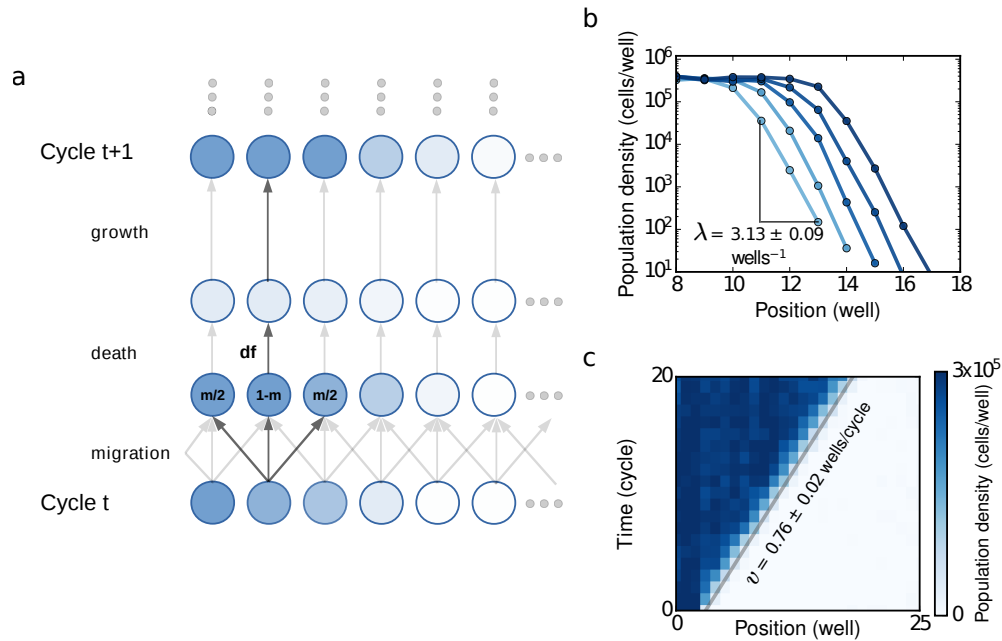 a
Cycle t+1
growth
death
df
m/2
1-m
m/2
migration
Cycle t
b
Population density (cells/well)
10⁶
10⁵
10⁴
10³
10²
10¹
λ = 3.13 ± 0.09
wells⁻¹
8 10 12 14 16 18
Position (well)
c
Time (cycle)
20
0
υ = 0.76 ± 0.02 wells/cycle
0 25
Position (well)
3x10⁵
0
Population density (cells/well)